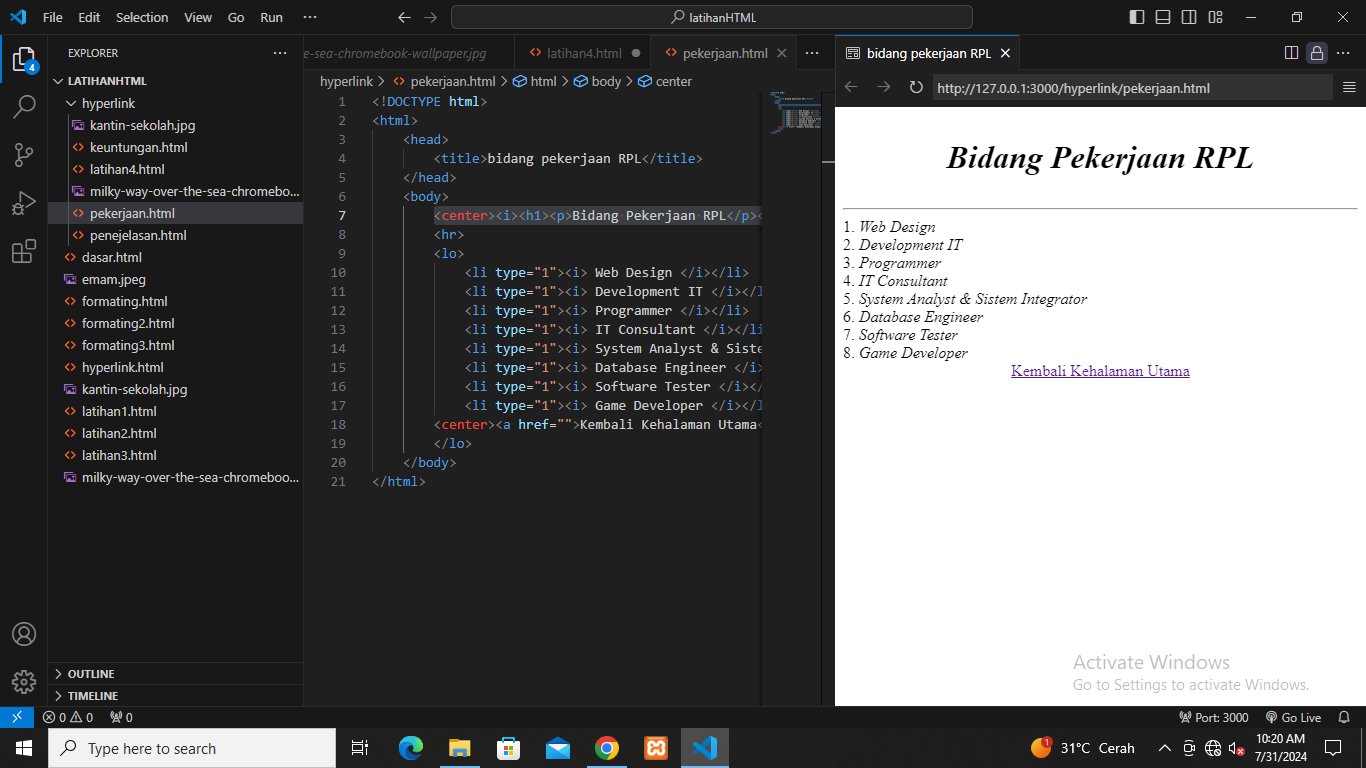 File Edit Selection View Go Run ··· latihanHTML
EXPLORER ···
LATIHANHTML
hyperlink
kantin-sekolah.jpg
keuntungan.html
latihan4.html
milky-way-over-the-sea-chromebo...
pekerjaan.html
penejelasan.html
dasar.html
emam.jpeg
formating.html
formating2.html
formating3.html
hyperlink.html
kantin-sekolah.jpg
latihan1.html
latihan2.html
latihan3.html
milky-way-over-the-sea-chromeboo...
OUTLINE
TIMELINE
4
e-sea-chromebook-wallpaper.jpg latihan4.html pekerjaan.html ···
hyperlink > pekerjaan.html > html > body > center
1 <!DOCTYPE html>
2 <html>
3 <head>
4 <title>bidang pekerjaan RPL</title>
5 </head>
6 <body>
7 <center><i><h1><p>Bidang Pekerjaan RPL</p><
8 <hr>
9 <lo>
10 <li type="1"><i> Web Design </i></li>
11 <li type="1"><i> Development IT </i></l
12 <li type="1"><i> Programmer </i></li>
13 <li type="1"><i> IT Consultant </i></li
14 <li type="1"><i> System Analyst & Siste
15 <li type="1"><i> Database Engineer </i>
16 <li type="1"><i> Software Tester </i></
17 <li type="1"><i> Game Developer </i></l
18 <center><a href="">Kembali Kehalaman Utama<
19 </lo>
20 </body>
21 </html>
bidang pekerjaan RPL ···
http://127.0.0.1:3000/hyperlink/pekerjaan.html
Bidang Pekerjaan RPL
1. Web Design
2. Development IT
3. Programmer
4. IT Consultant
5. System Analyst & Sistem Integrator
6. Database Engineer
7. Software Tester
8. Game Developer
Kembali Kehalaman Utama
Activate Windows
Go to Settings to activate Windows.
0 0 0 Port: 3000 Go Live
Type here to search
1 31°C Cerah
10:20 AM
7/31/2024